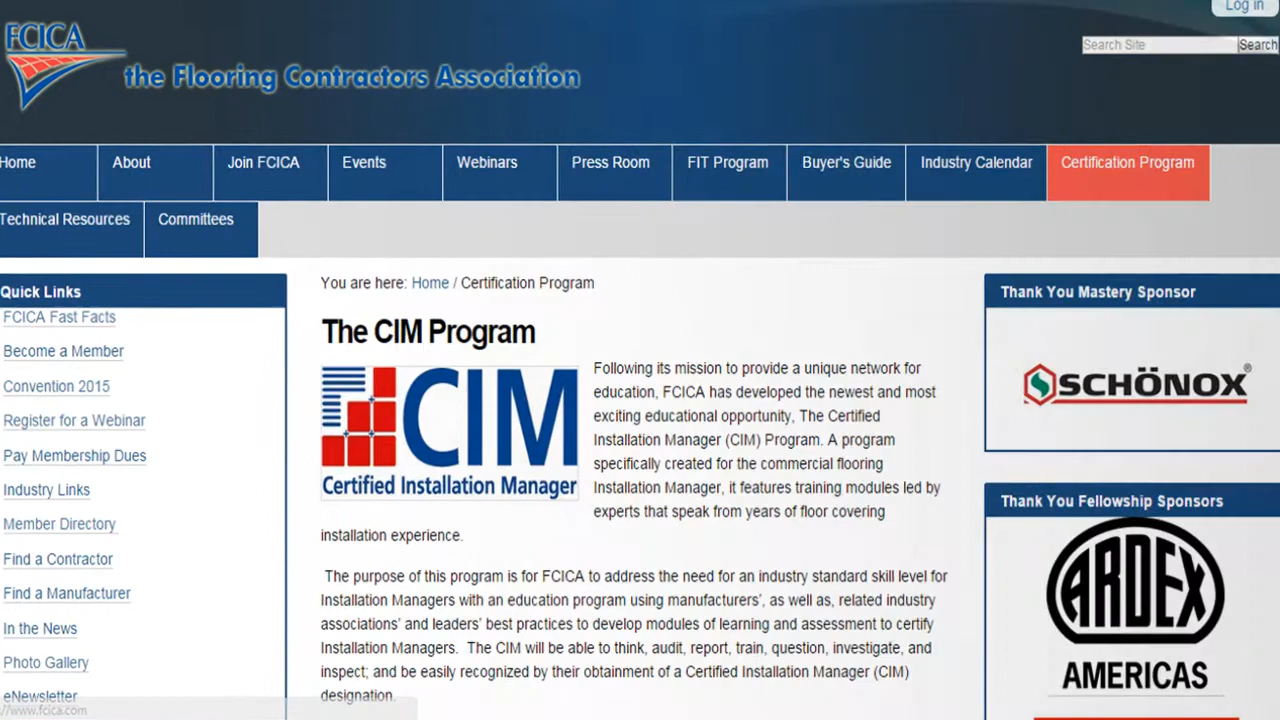 Log in
FCICA
the Flooring Contractors Association
Search Site
Search
Home
About
Join FCICA
Events
Webinars
Press Room
FIT Program
Buyer's Guide
Industry Calendar
Certification Program
Technical Resources
Committees
Quick Links
FCICA Fast Facts
Become a Member
Convention 2015
Register for a Webinar
Pay Membership Dues
Industry Links
Member Directory
Find a Contractor
Find a Manufacturer
In the News
Photo Gallery
eNewsletter
//www.fcica.com
You are here: Home / Certification Program
The CIM Program
CIM
Certified Installation Manager
Following its mission to provide a unique network for
education, FCICA has developed the newest and most
exciting educational opportunity, The Certified
Installation Manager (CIM) Program. A program
specifically created for the commercial flooring
Installation Manager, it features training modules led by
experts that speak from years of floor covering
installation experience.
The purpose of this program is for FCICA to address the need for an industry standard skill level for
Installation Managers with an education program using manufacturers', as well as, related industry
associations' and leaders' best practices to develop modules of learning and assessment to certify
Installation Managers. The CIM will be able to think, audit, report, train, question, investigate, and
inspect; and be easily recognized by their obtainment of a Certified Installation Manager (CIM)
designation.
Thank You Mastery Sponsor
SCHÖNOX®
Thank You Fellowship Sponsors
ARDEX
AMERICAS